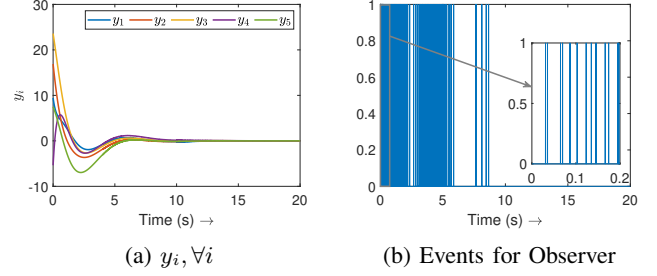 30
20
10
0
-10
y_i
y_1 y_2 y_3 y_4 y_5
0 5 10 15 20
Time (s) →
(a) y_i, ∀i
1
0.8
0.6
0.4
0.2
0
1
0.5
0
0 0.1 0.2
0 5 10 15 20
Time (s) →
(b) Events for Observer